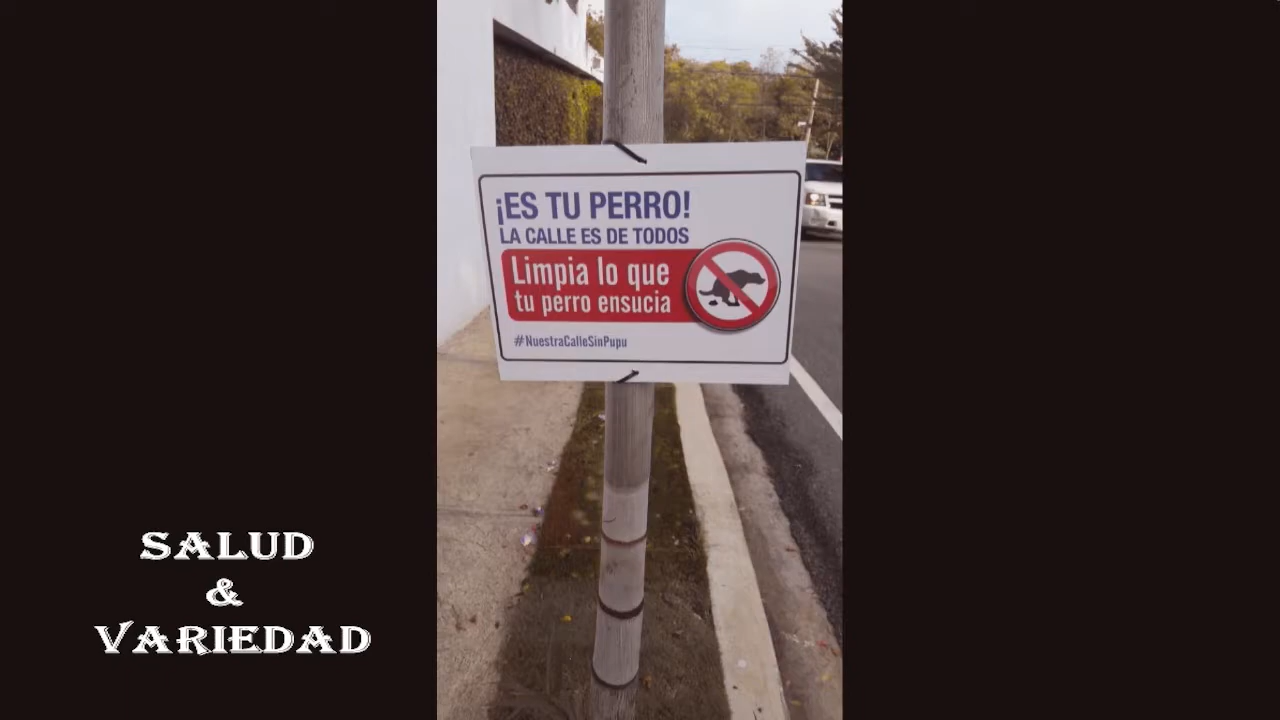 ¡ES TU PERRO!
LA CALLE ES DE TODOS
Limpia lo que
tu perro ensucia
#NuestraCalleSinPupu
SALUD
&
VARIEDAD